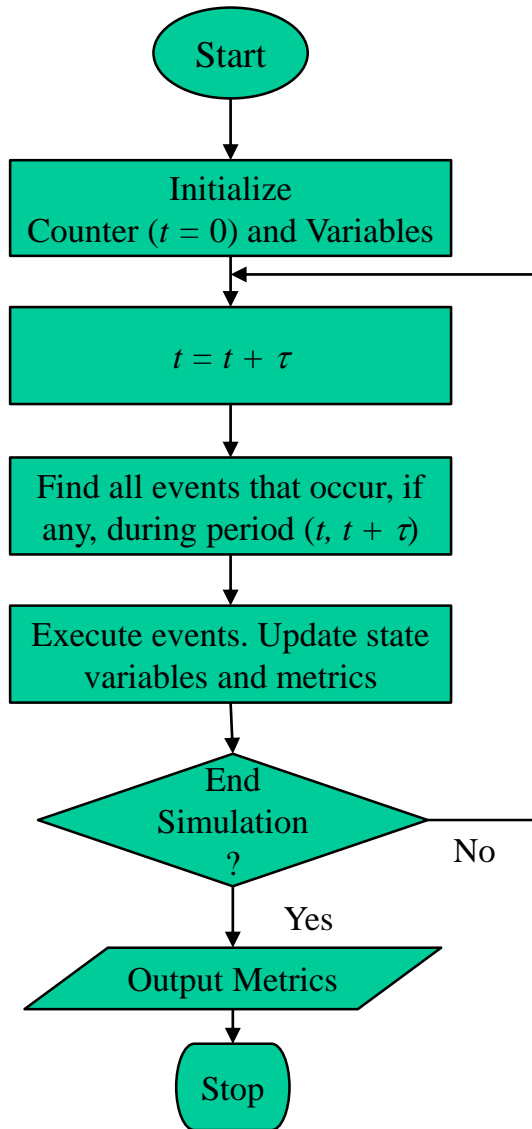 Start
Initialize
Counter (t = 0) and Variables
t = t + τ
Find all events that occur, if
any, during period (t, t + τ)
Execute events. Update state
variables and metrics
End
Simulation
?
No
Yes
Output Metrics
Stop